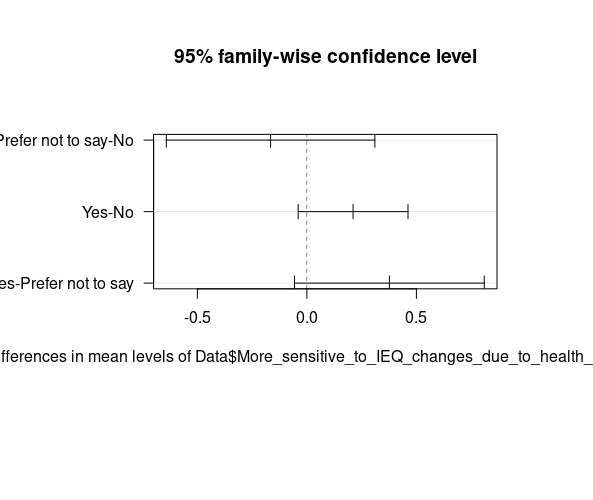 95% family-wise confidence level
Prefer not to say-No
Yes-No
es-Prefer not to say
-0.5 0.0 0.5
fferences in mean levels of Data$More_sensitive_to_IEQ_changes_due_to_health_